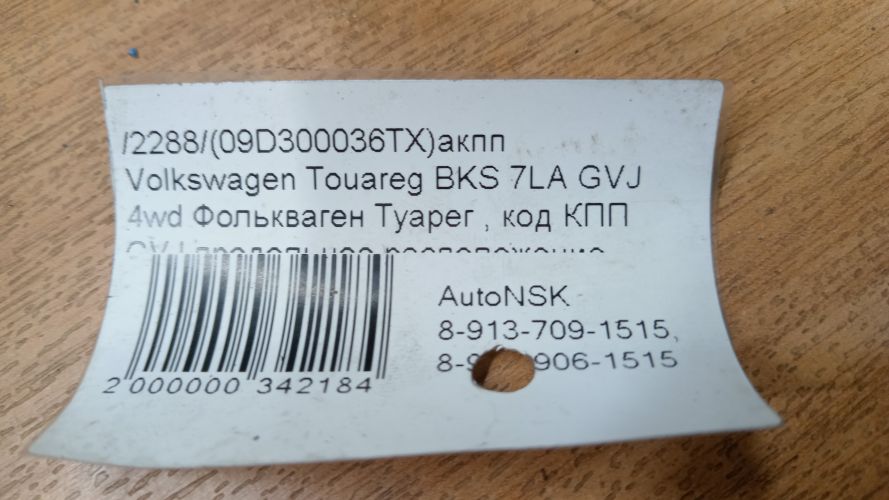 /2288/(09D300036TX)акпп
Volkswagen Touareg BKS 7LA GVJ
4wd Фолькваген Туарег , код КПП
AutoNSK
8-913-709-1515,
906-1515
2 000000 342184